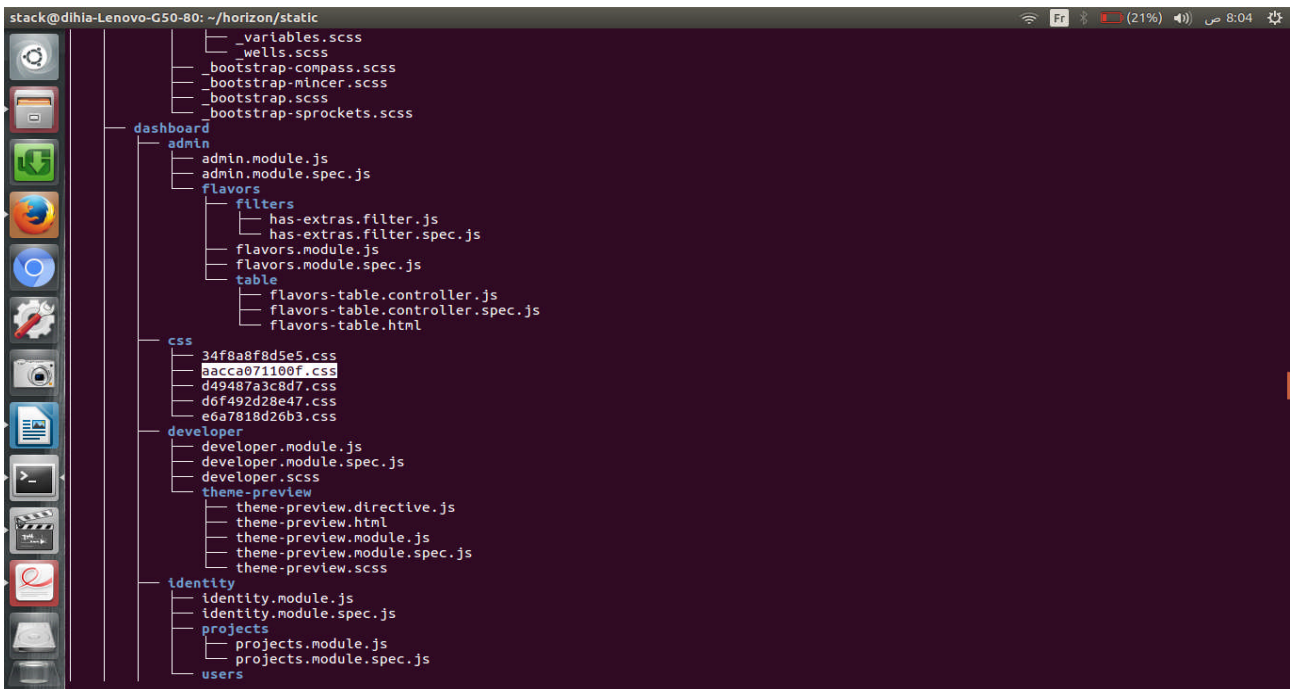 stack@dihia-Lenovo-G50-80: ~/horizon/static Fr (21%) 8:04 ص
├── _variables.scss
└── _wells.scss
├── _bootstrap-compass.scss
├── _bootstrap-mincer.scss
├── _bootstrap.scss
└── _bootstrap-sprockets.scss
├── dashboard
├── admin
├── admin.module.js
├── admin.module.spec.js
└── flavors
├── filters
├── has-extras.filter.js
└── has-extras.filter.spec.js
├── flavors.module.js
├── flavors.module.spec.js
└── table
├── flavors-table.controller.js
├── flavors-table.controller.spec.js
└── flavors-table.html
├── css
├── 34f8a8f8d5e5.css
├── aacca071100f.css
├── d49487a3c8d7.css
├── d6f492d28e47.css
└── e6a7818d26b3.css
├── developer
├── developer.module.js
├── developer.module.spec.js
├── developer.scss
└── theme-preview
├── theme-preview.directive.js
├── theme-preview.html
├── theme-preview.module.js
├── theme-preview.module.spec.js
└── theme-preview.scss
├── identity
├── identity.module.js
├── identity.module.spec.js
├── projects
├── projects.module.js
└── projects.module.spec.js
└── users